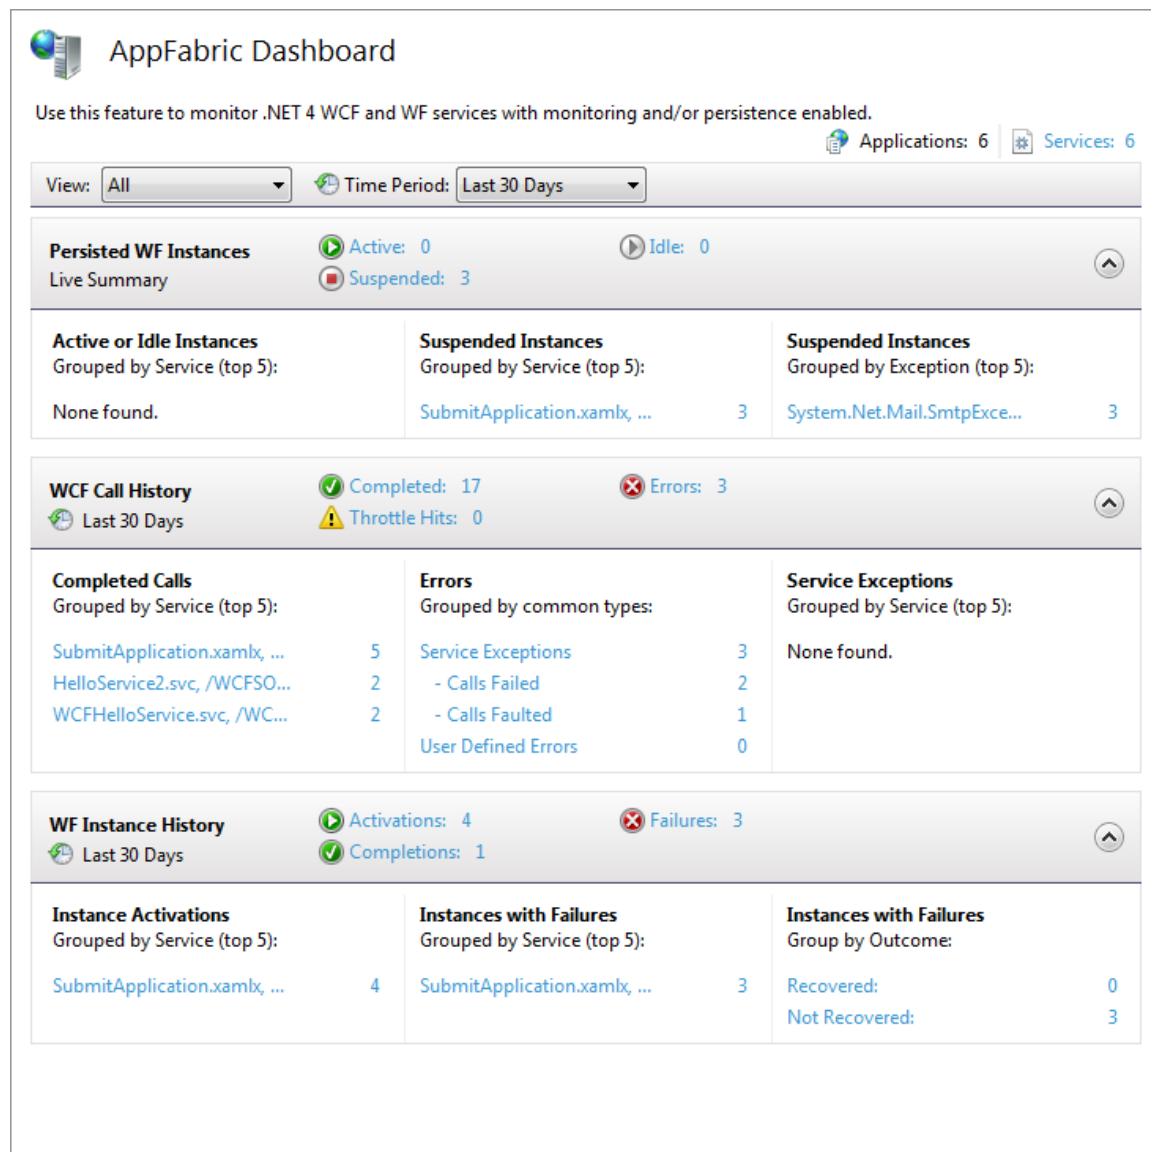 AppFabric Dashboard
Use this feature to monitor .NET 4 WCF and WF services with monitoring and/or persistence enabled.
Applications: 6 Services: 6
View: All Time Period: Last 30 Days
Persisted WF Instances
Live Summary
Active: 0 Idle: 0
Suspended: 3
Active or Idle Instances
Grouped by Service (top 5):
None found.
Suspended Instances
Grouped by Service (top 5):
SubmitApplication.xamlx, ... 3
Suspended Instances
Grouped by Exception (top 5):
System.Net.Mail.SmtpExce... 3
WCF Call History
Last 30 Days
Completed: 17 Errors: 3
Throttle Hits: 0
Completed Calls
Grouped by Service (top 5):
SubmitApplication.xamlx, ... 5
HelloService2.svc, /WCFSO... 2
WCFHelloService.svc, /WC... 2
Errors
Grouped by common types:
Service Exceptions 3
- Calls Failed 2
- Calls Faulted 1
User Defined Errors 0
Service Exceptions
Grouped by Service (top 5):
None found.
WF Instance History
Last 30 Days
Activations: 4 Failures: 3
Completions: 1
Instance Activations
Grouped by Service (top 5):
SubmitApplication.xamlx, ... 4
Instances with Failures
Grouped by Service (top 5):
SubmitApplication.xamlx, ... 3
Instances with Failures
Group by Outcome:
Recovered: 0
Not Recovered: 3